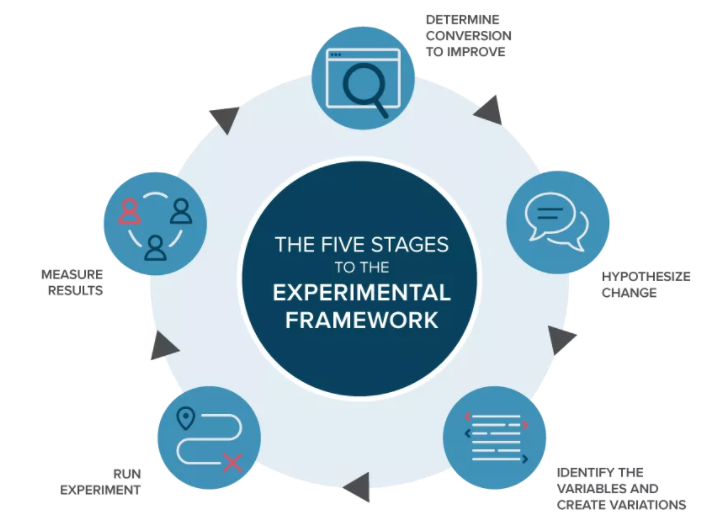 DETERMINE
CONVERSION
TO IMPROVE
THE FIVE STAGES
TO THE
EXPERIMENTAL
FRAMEWORK
HYPOTHESIZE
CHANGE
IDENTIFY THE
VARIABLES AND
CREATE VARIATIONS
RUN
EXPERIMENT
MEASURE
RESULTS